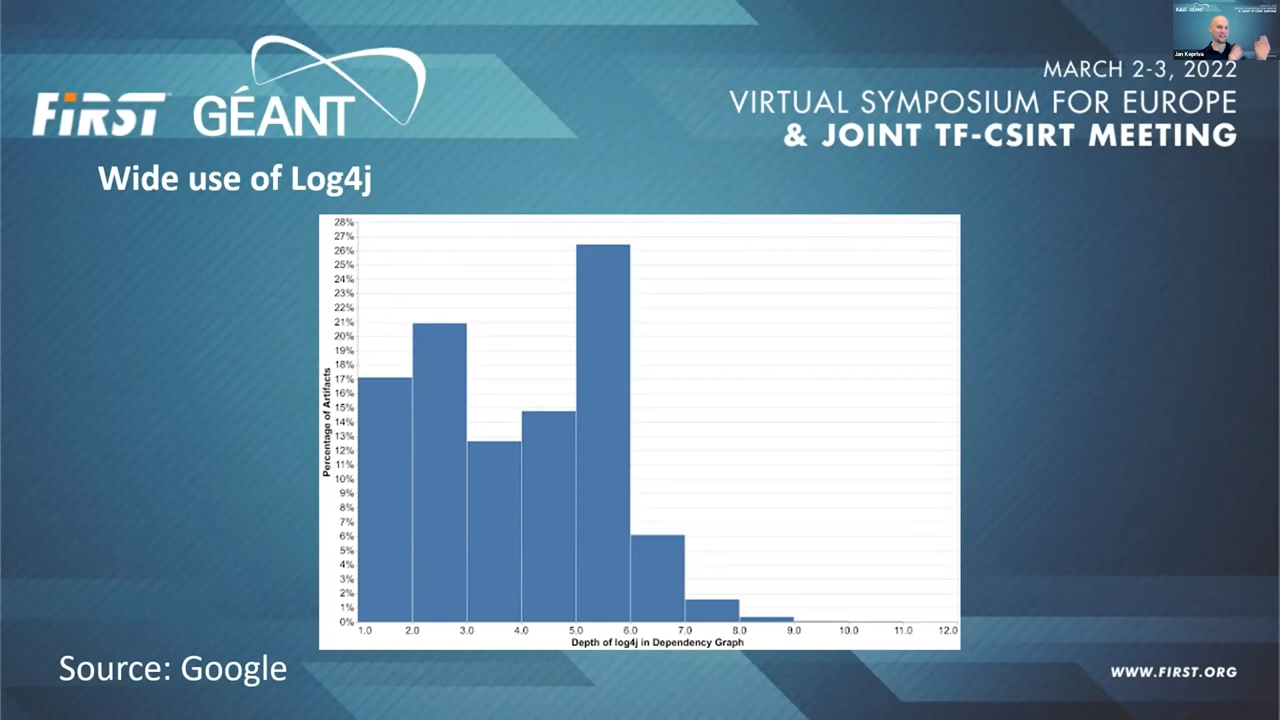 FIRST GÉANT
MARCH 2-3, 2022
VIRTUAL SYMPOSIUM FOR EUROPE
& JOINT TF-CSIRT MEETING
Jan Kopriva
Wide use of Log4j
28%
27%
26%
25%
24%
23%
22%
21%
20%
19%
18%
17%
16%
15%
14%
13%
12%
11%
10%
9%
8%
7%
6%
5%
4%
3%
2%
1%
0%
Percentage of Artifacts
1.0 2.0 3.0 4.0 5.0 6.0 7.0 8.0 9.0 10.0 11.0 12.0
Depth of log4j in Dependency Graph
Source: Google
WWW.FIRST.ORG